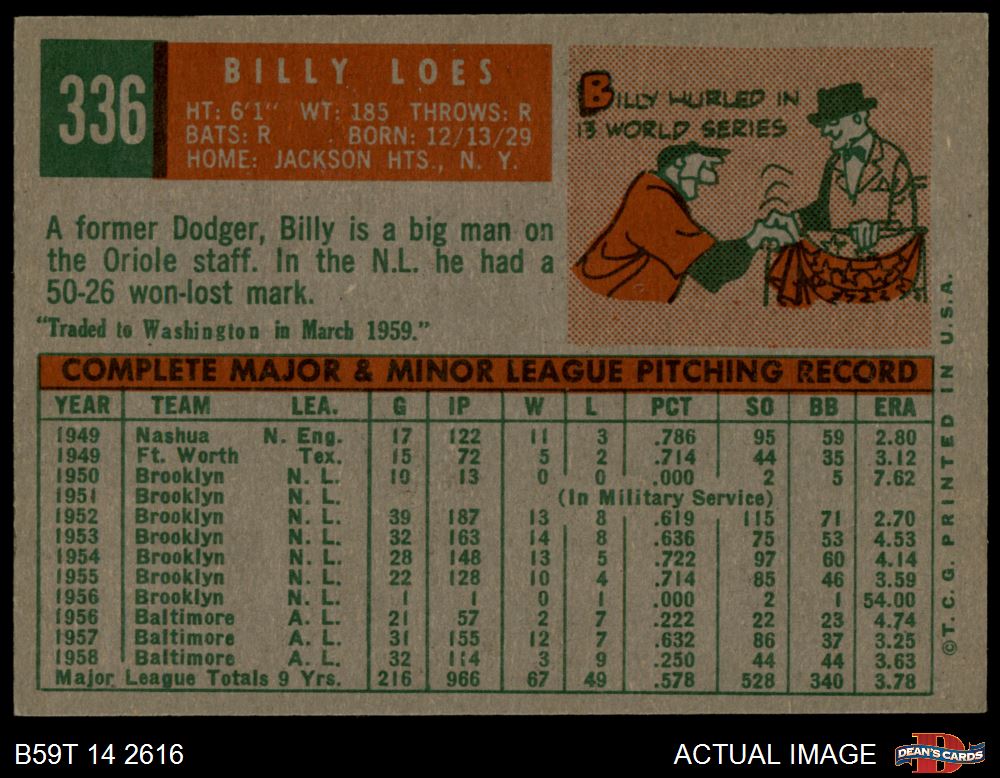 336
BILLY LOES
HT: 6'1" WT: 185 THROWS: R
BATS: R BORN: 12/13/29
HOME: JACKSON HTS., N. Y.
BILLY HURLED IN
13 WORLD SERIES
A former Dodger, Billy is a big man on
the Oriole staff. In the N.L. he had a
50-26 won-lost mark.
"Traded to Washington in March 1959."
COMPLETE MAJOR & MINOR LEAGUE PITCHING RECORD
YEAR TEAM LEA. G IP W L PCT SO BB ERA
1949 Nashua N. Eng. 17 122 11 3 .786 95 59 2.80
1949 Ft. Worth Tex. 15 72 5 2 .714 44 35 3.12
1950 Brooklyn N. L. 10 13 0 0 .000 2 5 7.62
1951 Brooklyn N. L. (In Military Service)
1952 Brooklyn N. L. 39 187 13 8 .619 115 71 2.70
1953 Brooklyn N. L. 32 163 14 8 .636 75 53 4.53
1954 Brooklyn N. L. 28 148 13 5 .722 97 60 4.14
1955 Brooklyn N. L. 22 128 10 4 .714 85 46 3.59
1956 Brooklyn N. L. 1 1 0 1 .000 2 1 54.00
1956 Baltimore A. L. 21 57 2 7 .222 22 23 4.74
1957 Baltimore A. L. 31 155 12 7 .632 86 37 3.25
1958 Baltimore A. L. 32 114 3 9 .250 44 44 3.63
Major League Totals 9 Yrs. 216 966 67 49 .578 528 340 3.78
©T. C. G. PRINTED IN U.S.A.
B59T 14 2616
ACTUAL IMAGE
DEAN'S CARDS